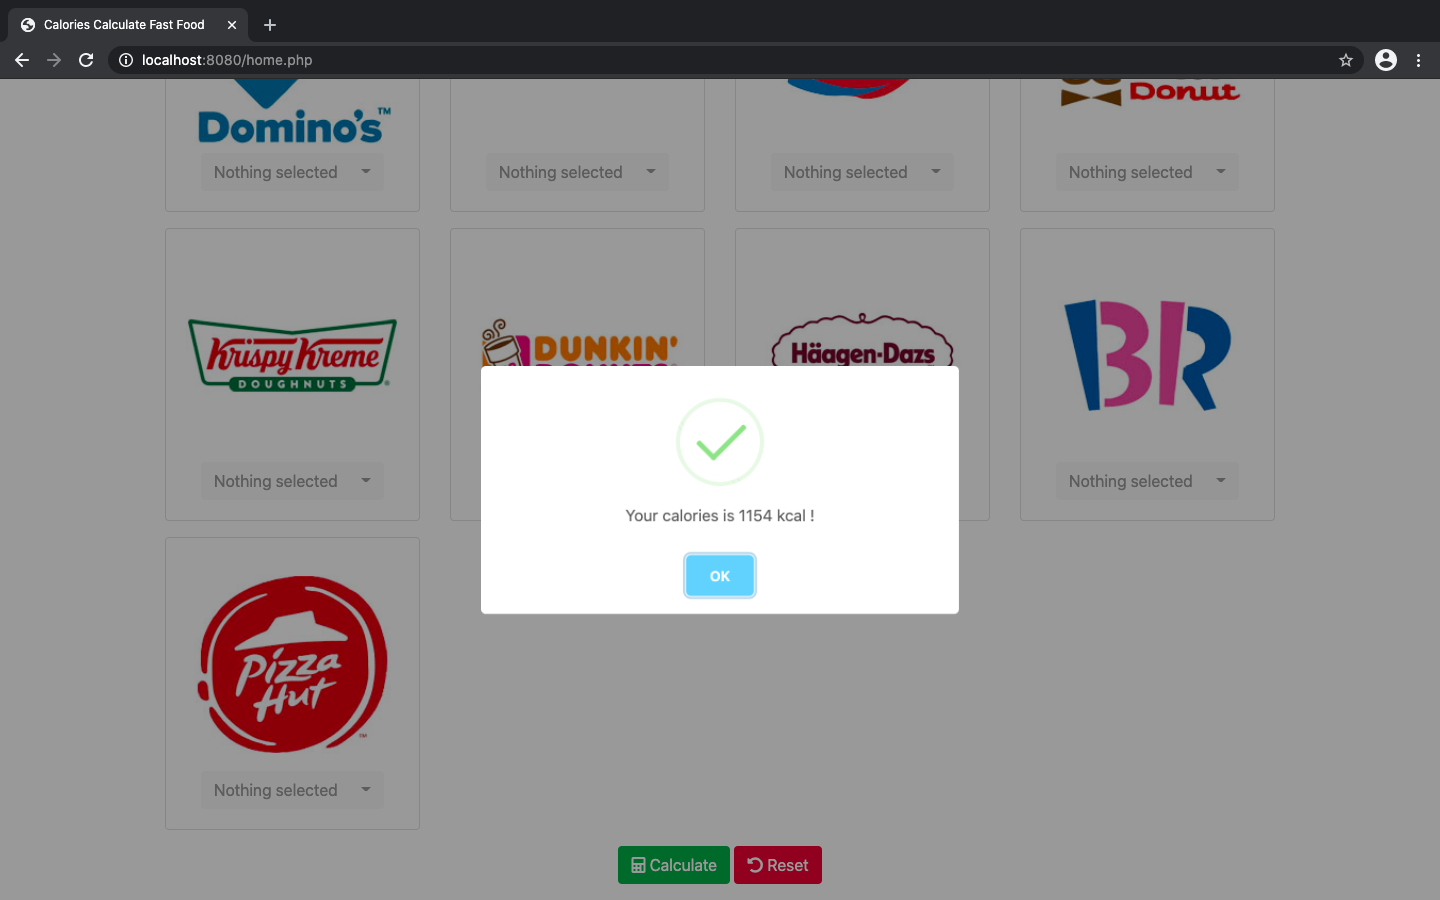 Calories Calculate Fast Food
localhost:8080/home.php
Domino's™
Donut
Nothing selected
Nothing selected
Nothing selected
Nothing selected
Krispy Kreme
DOUGHNUTS
DUNKIN'
Häagen-Dazs
BR
Your calories is 1154 kcal !
OK
Nothing selected
Nothing selected
Pizza
Hut
™
Nothing selected
Calculate
Reset